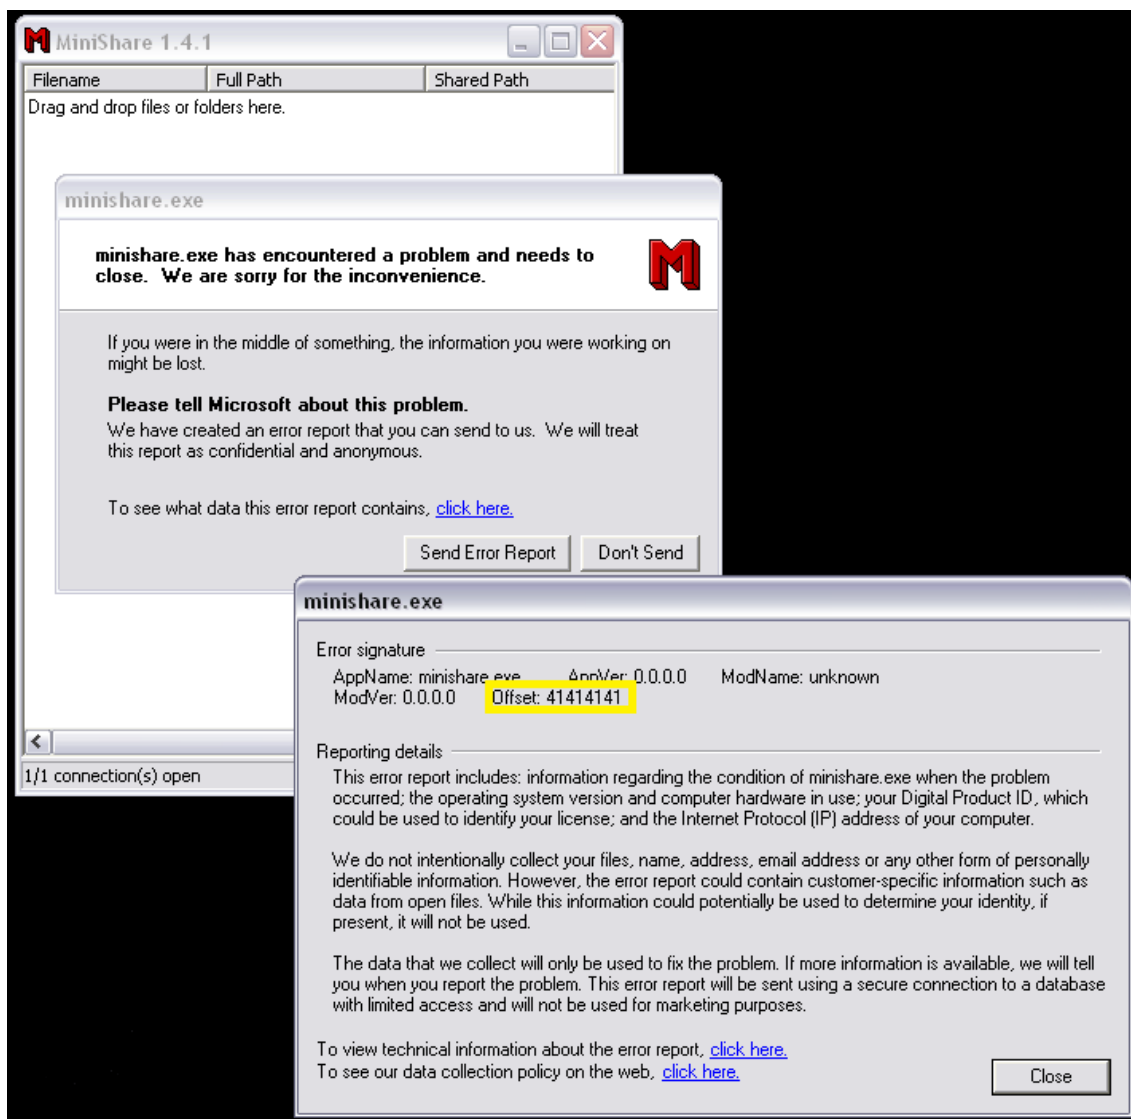 MiniShare 1.4.1
Filename Full Path Shared Path
Drag and drop files or folders here.
minishare.exe
minishare.exe has encountered a problem and needs to
close. We are sorry for the inconvenience.
If you were in the middle of something, the information you were working on
might be lost.
Please tell Microsoft about this problem.
We have created an error report that you can send to us. We will treat
this report as confidential and anonymous.
To see what data this error report contains, click here.
Send Error Report Don't Send
minishare.exe
Error signature
AppName: minishare.exe AppVer: 0.0.0.0 ModName: unknown
ModVer: 0.0.0.0 Offset: 41414141
Reporting details
This error report includes: information regarding the condition of minishare.exe when the problem
occurred; the operating system version and computer hardware in use; your Digital Product ID, which
could be used to identify your license; and the Internet Protocol (IP) address of your computer.
We do not intentionally collect your files, name, address, email address or any other form of personally
identifiable information. However, the error report could contain customer-specific information such as
data from open files. While this information could potentially be used to determine your identity, if
present, it will not be used.
The data that we collect will only be used to fix the problem. If more information is available, we will tell
you when you report the problem. This error report will be sent using a secure connection to a database
with limited access and will not be used for marketing purposes.
To view technical information about the error report, click here.
To see our data collection policy on the web, click here.
Close
1/1 connection(s) open